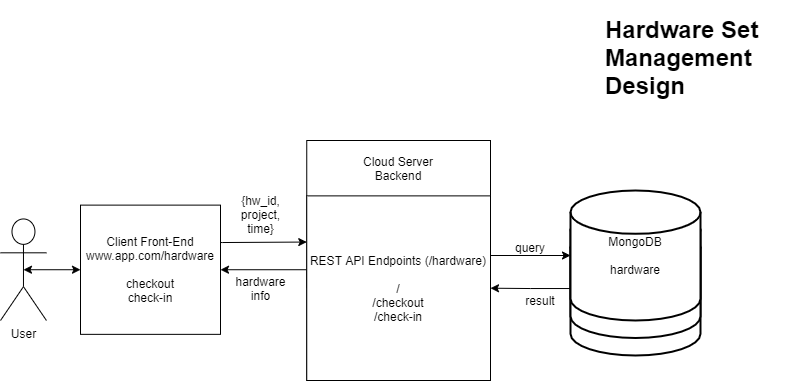 Hardware Set
Management
Design
Cloud Server
Backend
{hw_id,
project,
time}
Client Front-End
www.app.com/hardware
checkout
check-in
REST API Endpoints (/hardware)
/
/checkout
/check-in
hardware
info
query
result
MongoDB
hardware
User